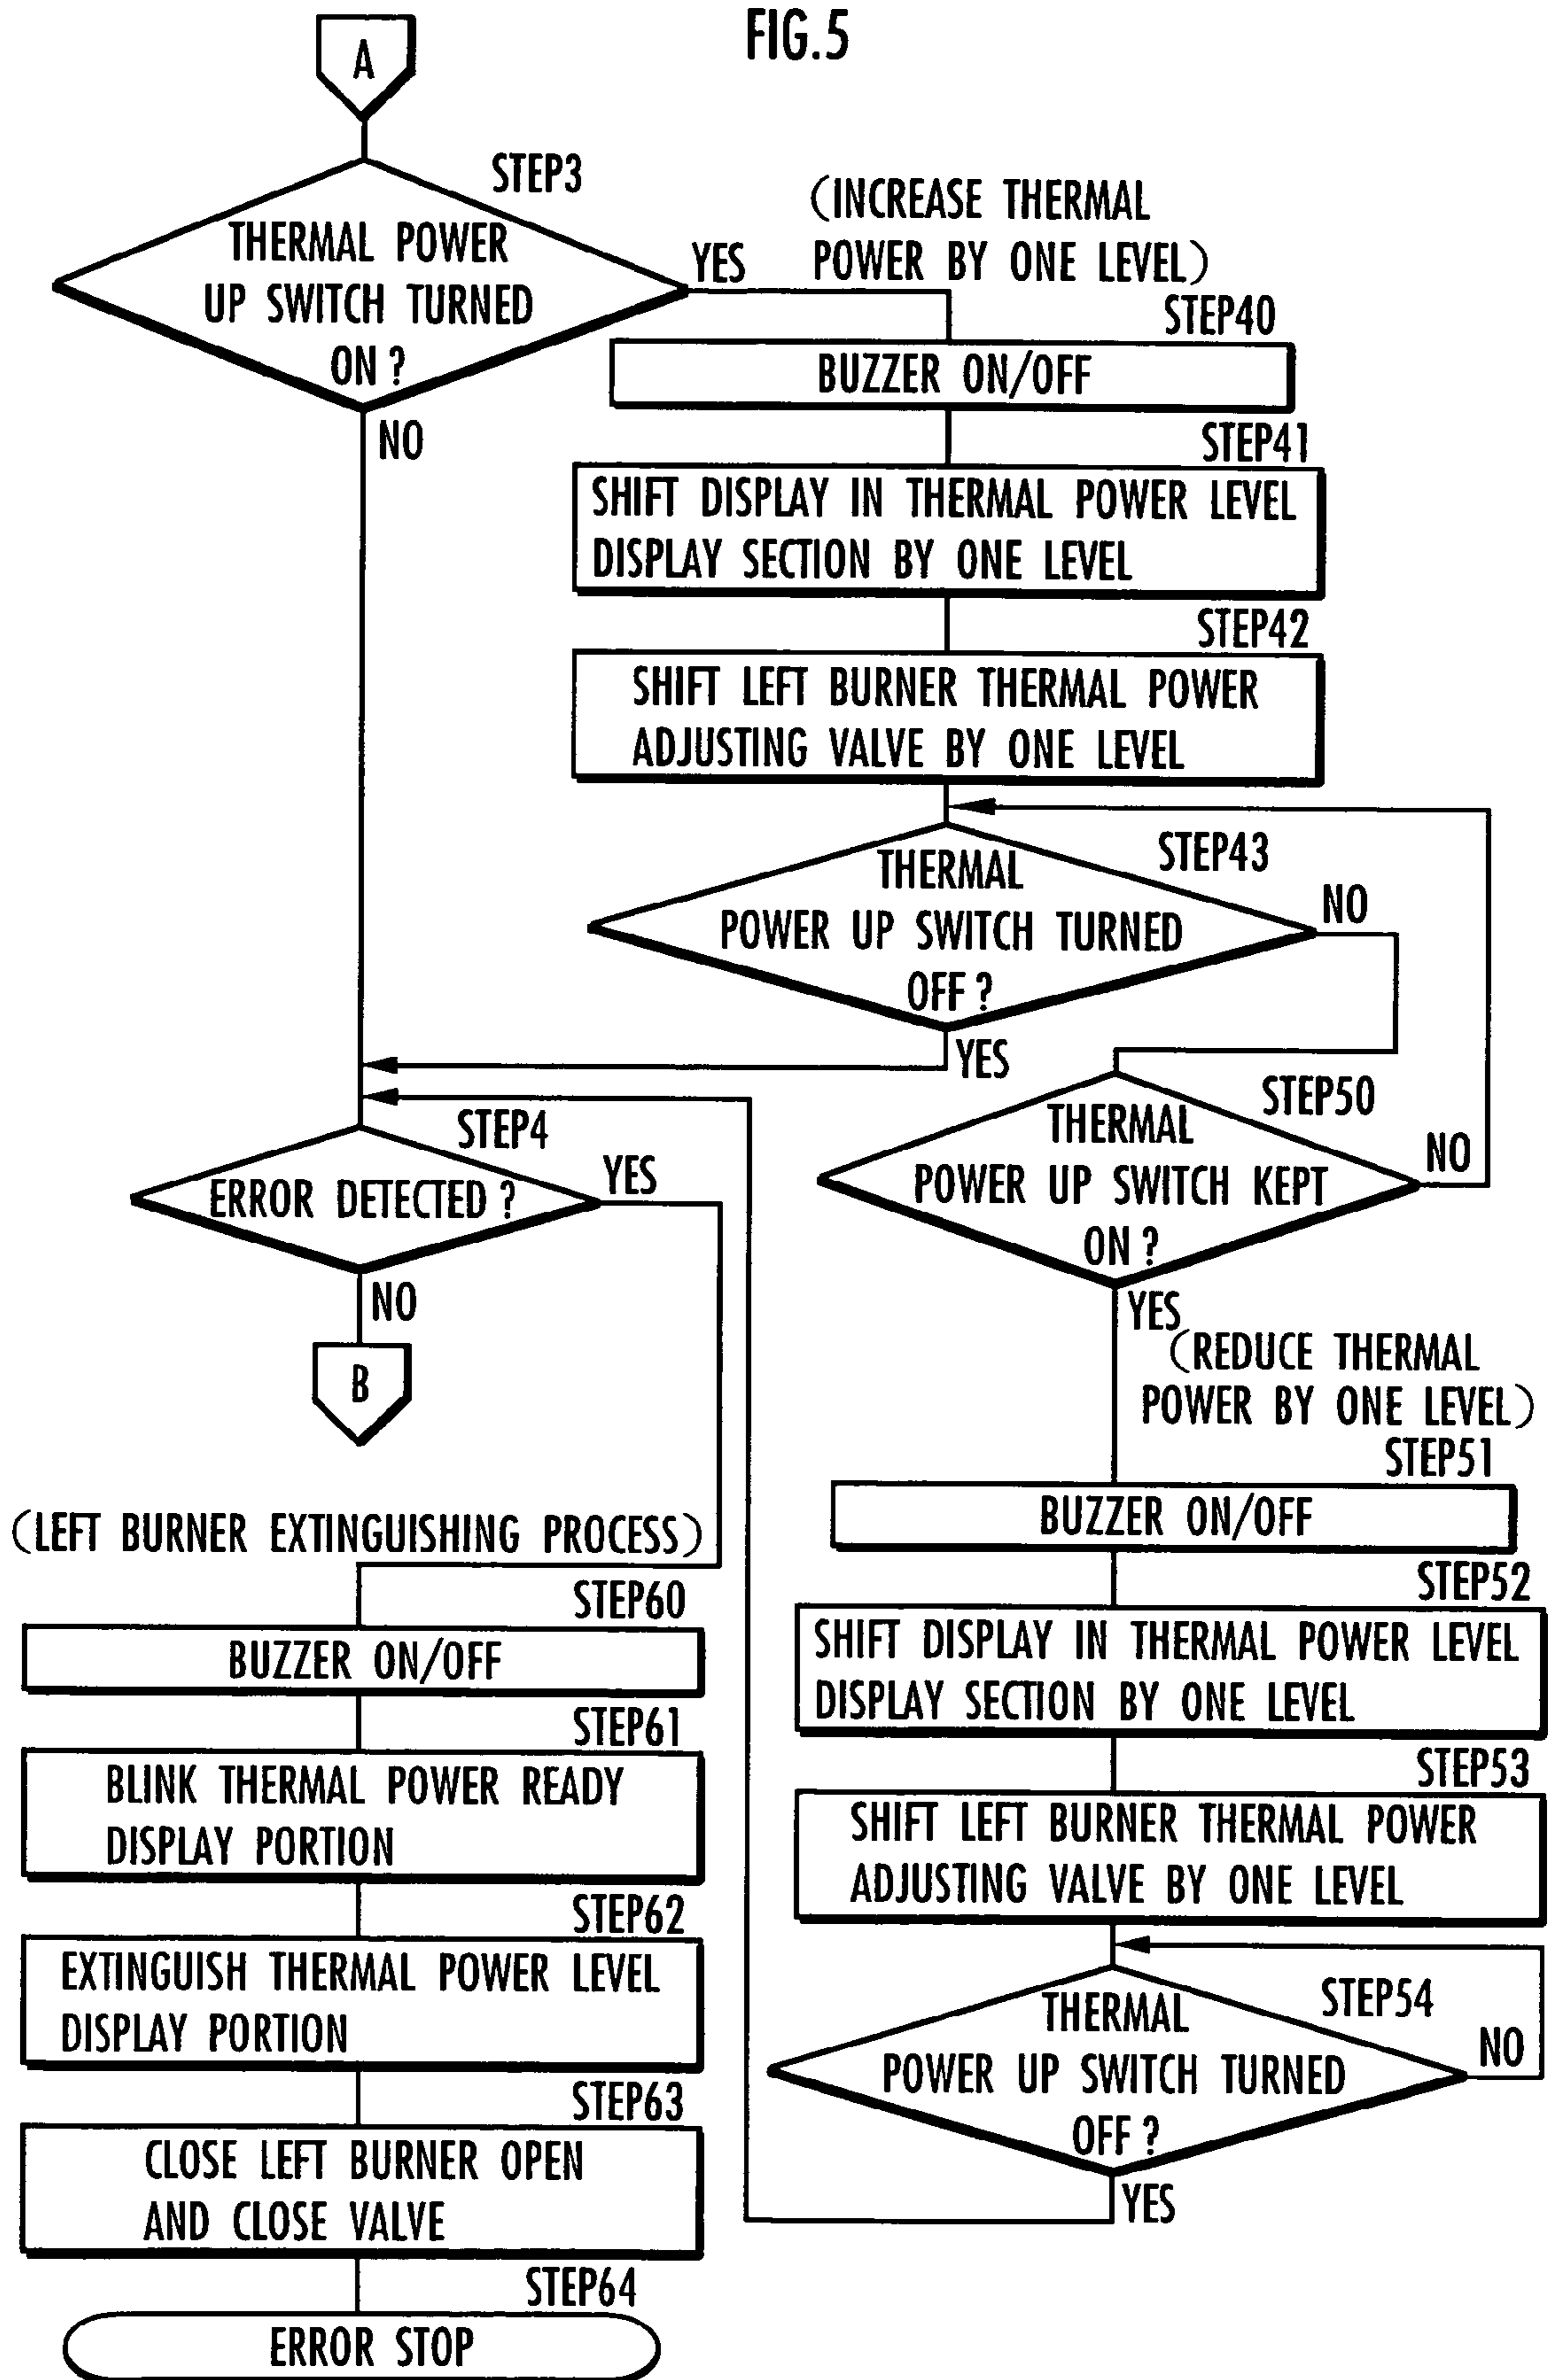 FIG.5
A
STEP3
THERMAL POWER
UP SWITCH TURNED
ON ?
YES
NO
(INCREASE THERMAL
POWER BY ONE LEVEL)
STEP40
BUZZER ON/OFF
STEP41
SHIFT DISPLAY IN THERMAL POWER LEVEL
DISPLAY SECTION BY ONE LEVEL
STEP42
SHIFT LEFT BURNER THERMAL POWER
ADJUSTING VALVE BY ONE LEVEL
STEP43
THERMAL
POWER UP SWITCH TURNED
OFF ?
NO
YES
STEP50
THERMAL
POWER UP SWITCH KEPT
ON ?
NO
YES
(REDUCE THERMAL
POWER BY ONE LEVEL)
STEP51
BUZZER ON/OFF
STEP52
SHIFT DISPLAY IN THERMAL POWER LEVEL
DISPLAY SECTION BY ONE LEVEL
STEP53
SHIFT LEFT BURNER THERMAL POWER
ADJUSTING VALVE BY ONE LEVEL
STEP54
THERMAL
POWER UP SWITCH TURNED
OFF ?
NO
YES
STEP4
ERROR DETECTED ?
YES
NO
B
(LEFT BURNER EXTINGUISHING PROCESS)
STEP60
BUZZER ON/OFF
STEP61
BLINK THERMAL POWER READY
DISPLAY PORTION
STEP62
EXTINGUISH THERMAL POWER LEVEL
DISPLAY PORTION
STEP63
CLOSE LEFT BURNER OPEN
AND CLOSE VALVE
STEP64
ERROR STOP